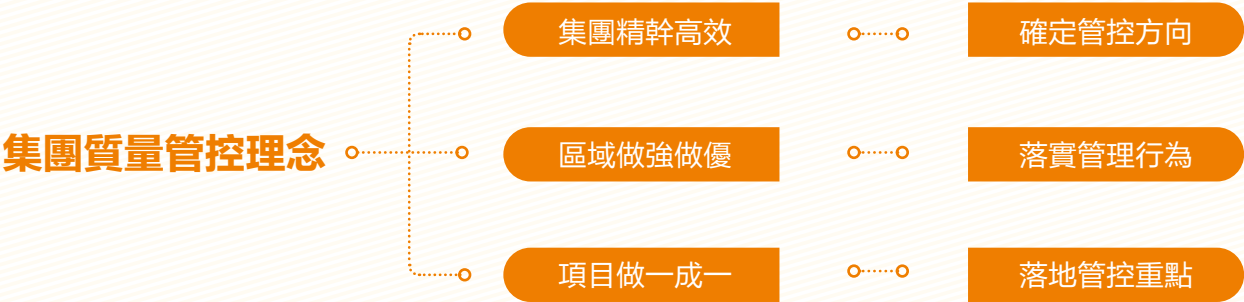 集團質量管控理念
集團精幹高效
確定管控方向
區域做強做優
落實管理行為
項目做一成一
落地管控重點